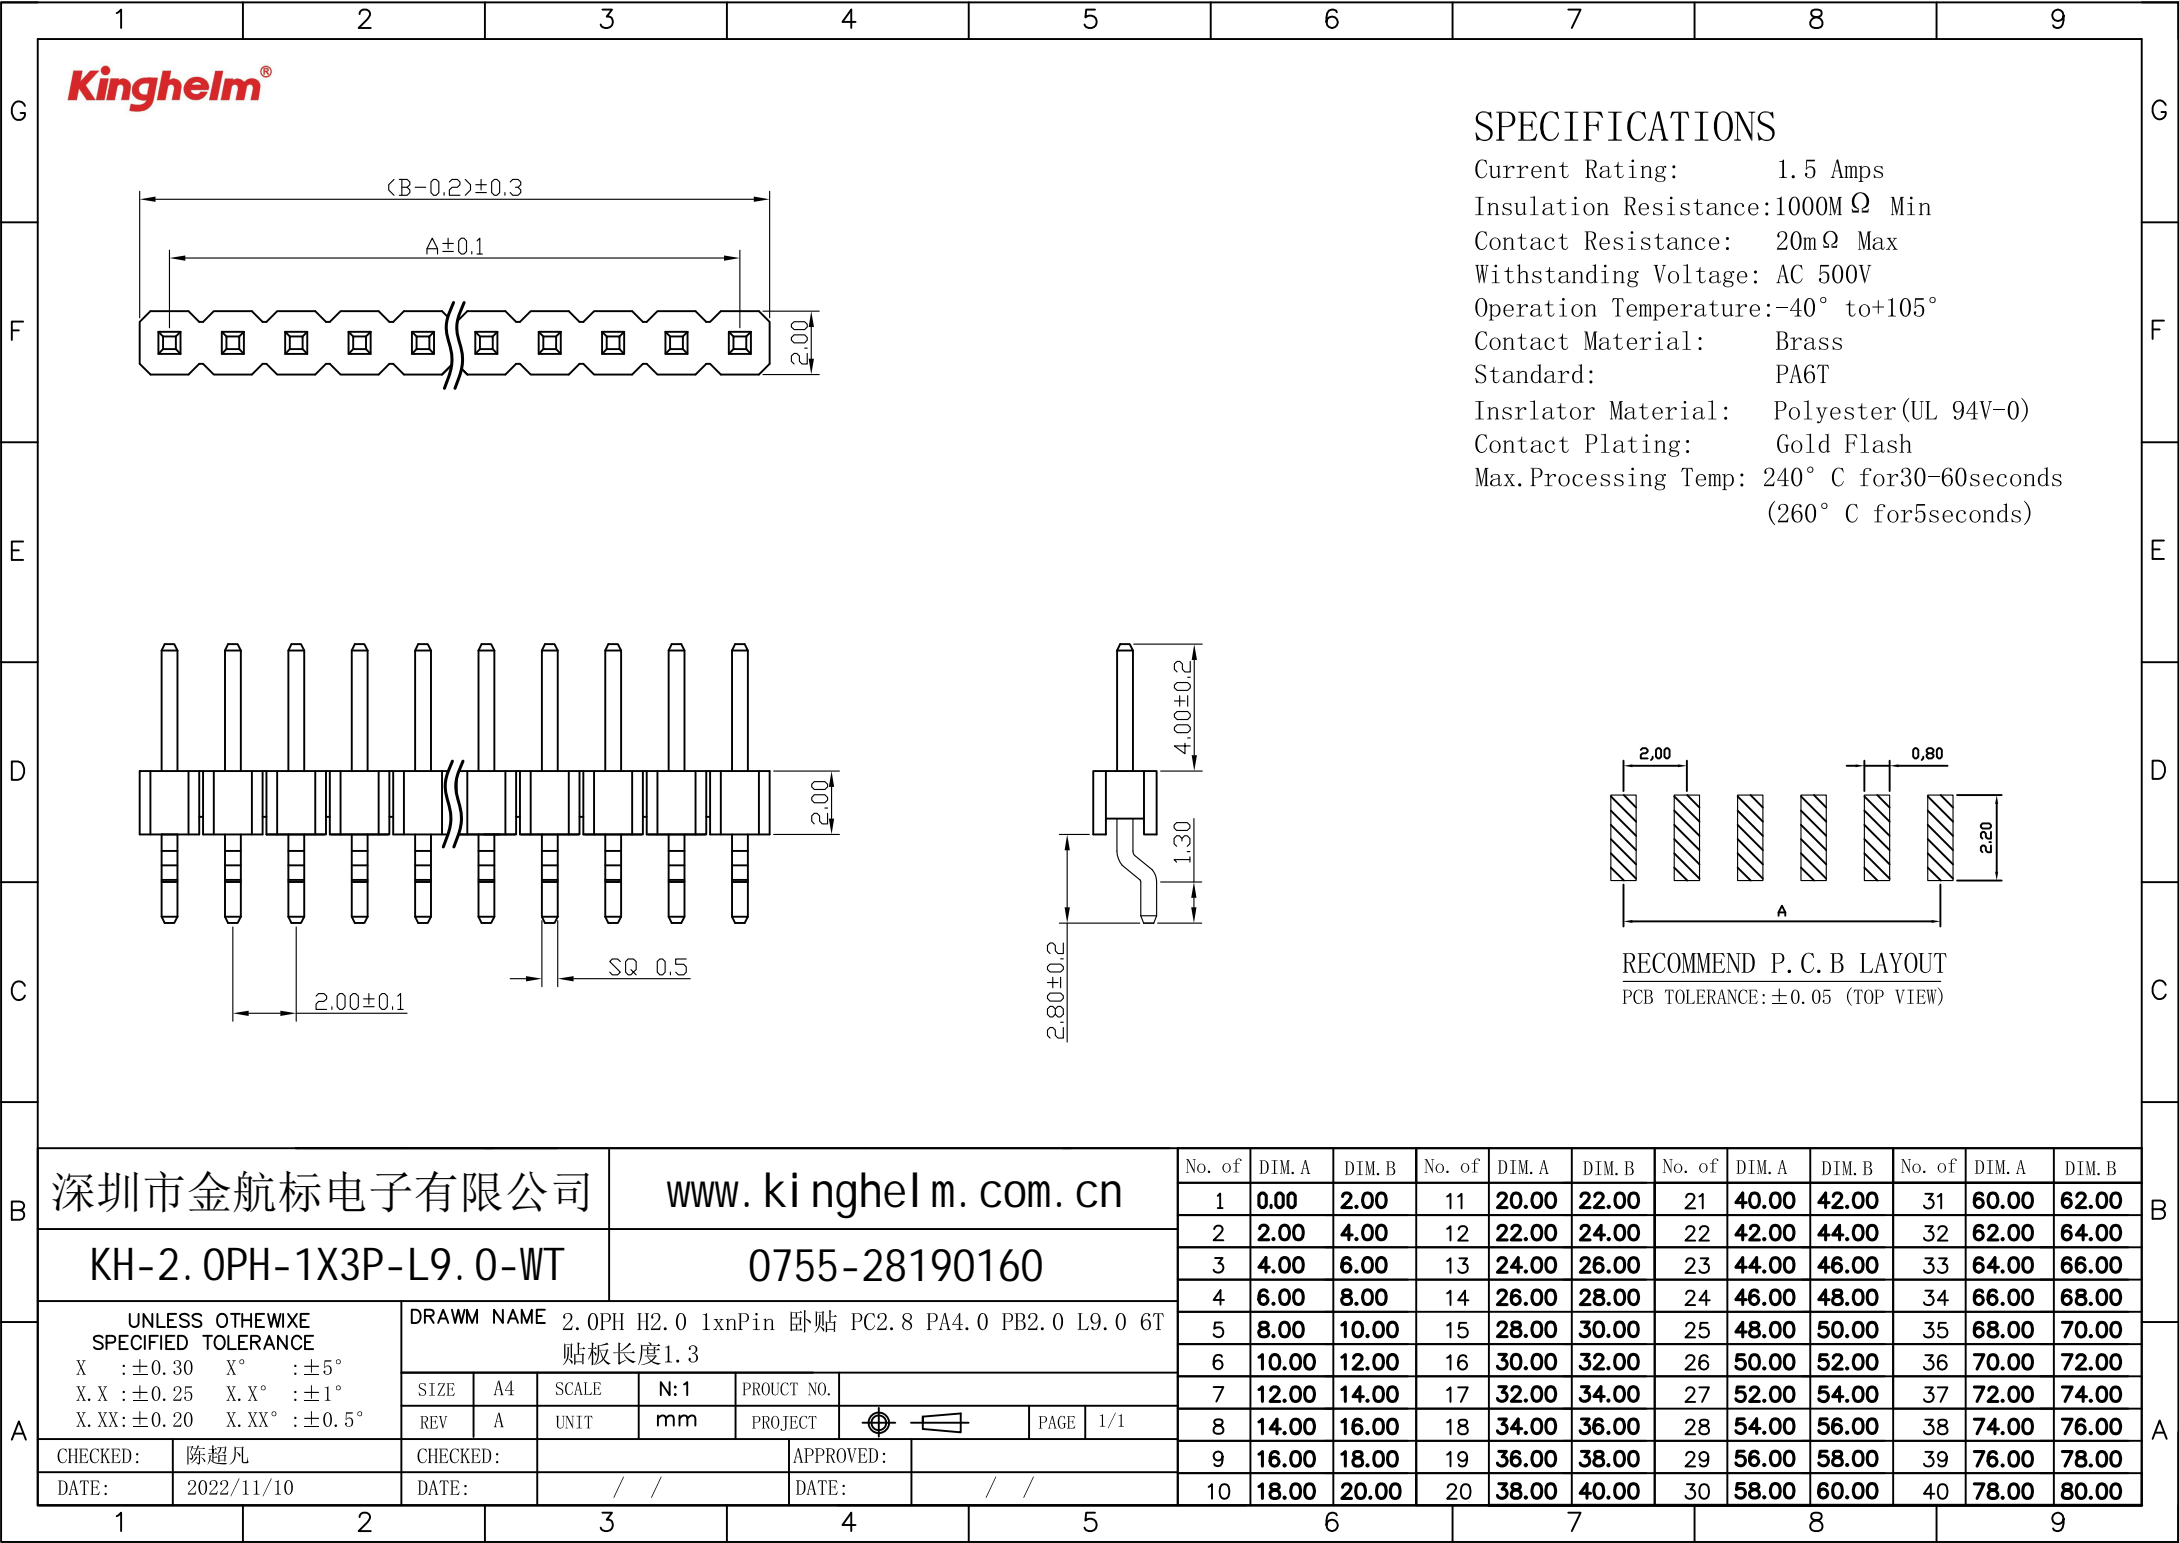 1 2 3 4 5 6 7 8 9
G G
F F
E E
D D
C C
B B
A A
Kinghelm®
(B-0.2)±0.3
A±0.1
2.00
SPECIFICATIONS
Current Rating: 1.5 Amps
Insulation Resistance:1000MΩ Min
Contact Resistance: 20mΩ Max
Withstanding Voltage: AC 500V
Operation Temperature:-40° to+105°
Contact Material: Brass
Standard: PA6T
Insrlator Material: Polyester(UL 94V-0)
Contact Plating: Gold Flash
Max.Processing Temp: 240° C for30-60seconds
(260° C for5seconds)
2.00
SQ 0.5
2.00±0.1
4.00±0.2
1.30
2.80±0.2
2,00
0,80
2.20
A
RECOMMEND P.C.B LAYOUT
PCB TOLERANCE:±0.05 (TOP VIEW)
深圳市金航标电子有限公司
www.kinghelm.com.cn
KH-2.0PH-1X3P-L9.0-WT
0755-28190160
UNLESS OTHEWIXE
SPECIFIED TOLERANCE
X :±0.30 X° :±5°
X.X :±0.25 X.X° :±1°
X.XX:±0.20 X.XX° :±0.5°
DRAWM NAME 2.0PH H2.0 1xnPin 卧贴 PC2.8 PA4.0 PB2.0 L9.0 6T
贴板长度1.3
SIZE A4 SCALE N:1 PROUCT NO.
REV A UNIT mm PROJECT PAGE 1/1
CHECKED: 陈超凡 CHECKED: APPROVED:
DATE: 2022/11/10 DATE: / / DATE: / /
No. of DIM.A DIM.B No. of DIM.A DIM.B No. of DIM.A DIM.B No. of DIM.A DIM.B
1 0.00 2.00 11 20.00 22.00 21 40.00 42.00 31 60.00 62.00
2 2.00 4.00 12 22.00 24.00 22 42.00 44.00 32 62.00 64.00
3 4.00 6.00 13 24.00 26.00 23 44.00 46.00 33 64.00 66.00
4 6.00 8.00 14 26.00 28.00 24 46.00 48.00 34 66.00 68.00
5 8.00 10.00 15 28.00 30.00 25 48.00 50.00 35 68.00 70.00
6 10.00 12.00 16 30.00 32.00 26 50.00 52.00 36 70.00 72.00
7 12.00 14.00 17 32.00 34.00 27 52.00 54.00 37 72.00 74.00
8 14.00 16.00 18 34.00 36.00 28 54.00 56.00 38 74.00 76.00
9 16.00 18.00 19 36.00 38.00 29 56.00 58.00 39 76.00 78.00
10 18.00 20.00 20 38.00 40.00 30 58.00 60.00 40 78.00 80.00
1 2 3 4 5 6 7 8 9